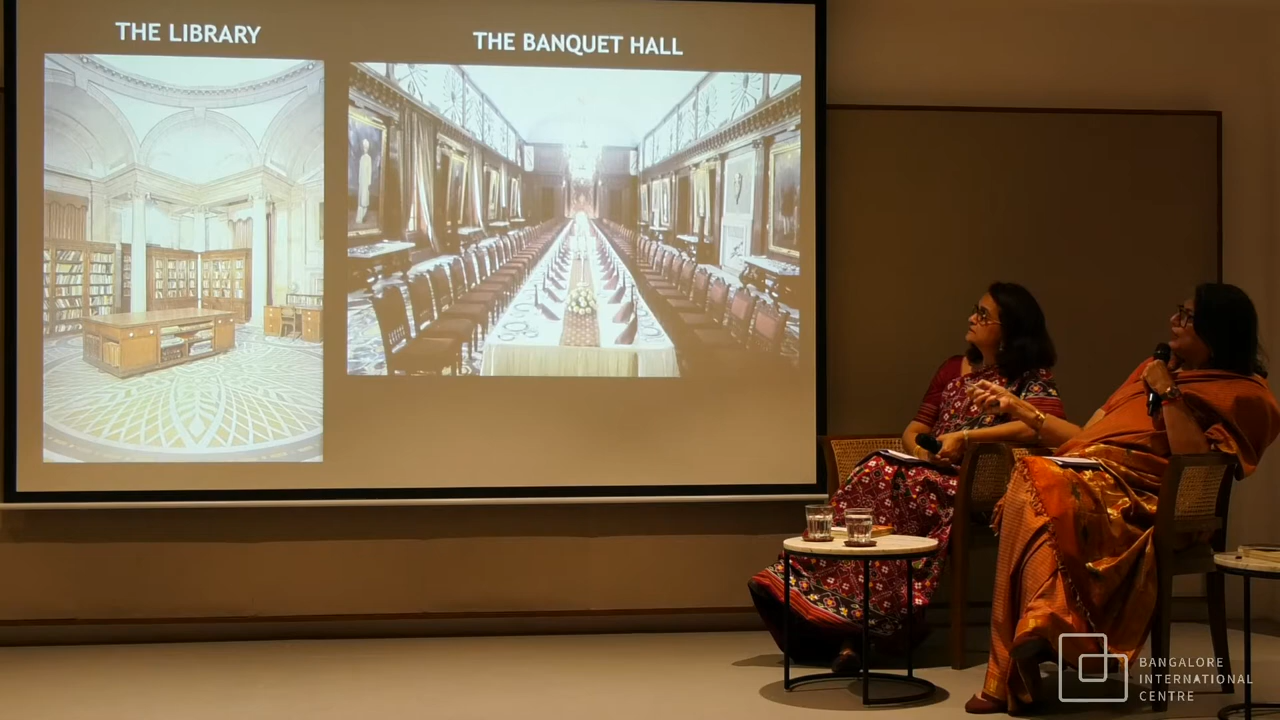 THE LIBRARY
THE BANQUET HALL
BANGALORE
INTERNATIONAL
CENTRE